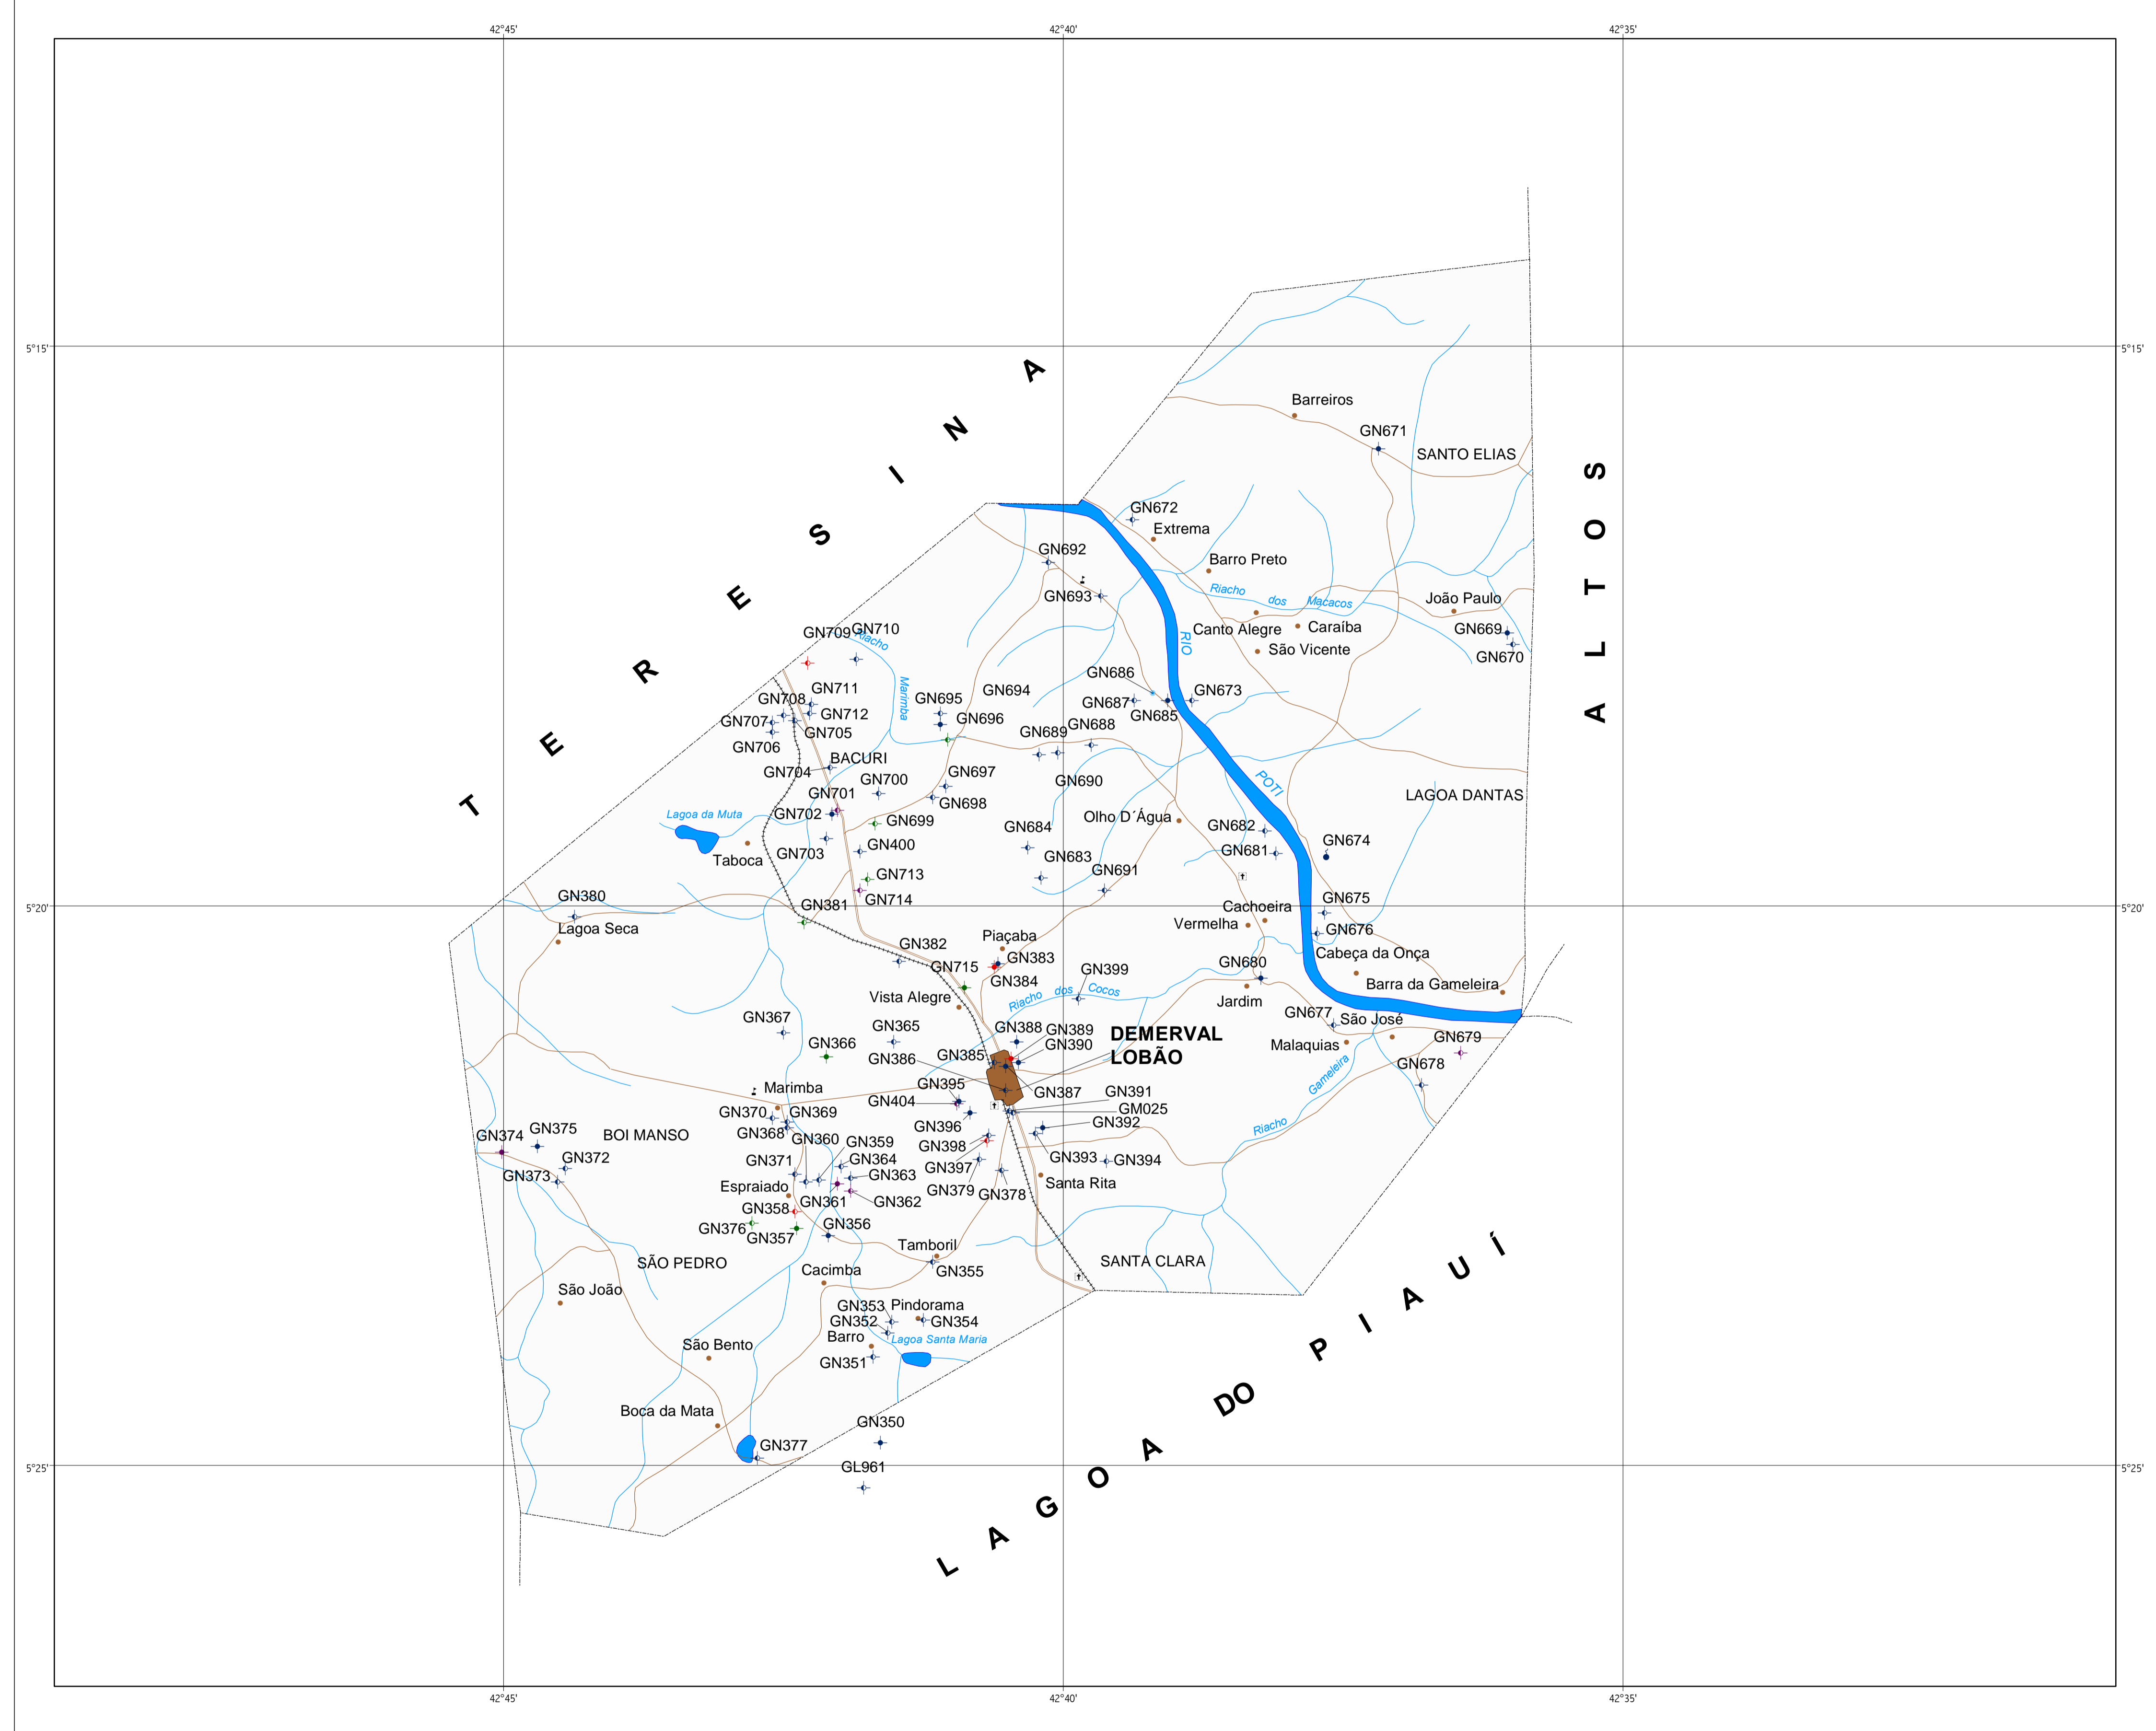 42°45'
42°40'
42°35'
5°15'
5°15'
TERESINA
ALTOS
Barreiros
GN671
SANTO ELIAS
GN672
Extrema
GN692
Barro Preto
GN693
Riacho dos Macacos
João Paulo
GN669
GN670
Canto Alegre
Caraíba
São Vicente
RIO
GN709
GN710
Riacho
Marimba
GN686
GN687
GN685
GN673
GN711
GN708
GN712
GN707
GN705
GN706
GN695
GN694
GN696
GN689
GN688
GN690
BACURI
GN704
GN700
GN697
GN701
GN698
POTI
LAGOA DANTAS
Lagoa da Muta
GN702
GN699
Olho D´Água
GN684
GN682
GN674
Taboca
GN703
GN400
GN683
GN681
GN713
GN691
GN714
5°20'
5°20'
GN380
GN381
Cachoeira
GN675
Lagoa Seca
Vermelha
GN676
GN382
Piaçaba
GN383
Cabeça da Onça
GN715
GN384
GN399
GN680
Barra da Gameleira
Vista Alegre
Riacho dos Cocos
Jardim
GN677
São José
GN367
GN365
GN388
GN389
GN390
DEMERVAL
LOBÃO
GN366
GN386
GN385
Malaquias
GN679
GN678
Gameleira
Riacho
Marimba
GN395
GN387
GN391
GN404
GM025
GN370
GN369
GN396
GN392
GN368
GN374
GN375
BOI MANSO
GN360
GN359
GN398
GN372
GN364
GN397
GN393
GN394
GN373
GN371
GN363
Espraiado
GN379
GN378
Santa Rita
GN361
GN362
GN358
GN376
GN357
GN356
Tamboril
SÃO PEDRO
GN355
SANTA CLARA
Cacimba
São João
GN353
Pindorama
GN352
GN354
Barro
Lagoa Santa Maria
São Bento
GN351
Boca da Mata
GN350
GN377
GL961
5°25'
5°25'
LAGOA DO PIAUÍ
42°45'
42°40'
42°35'